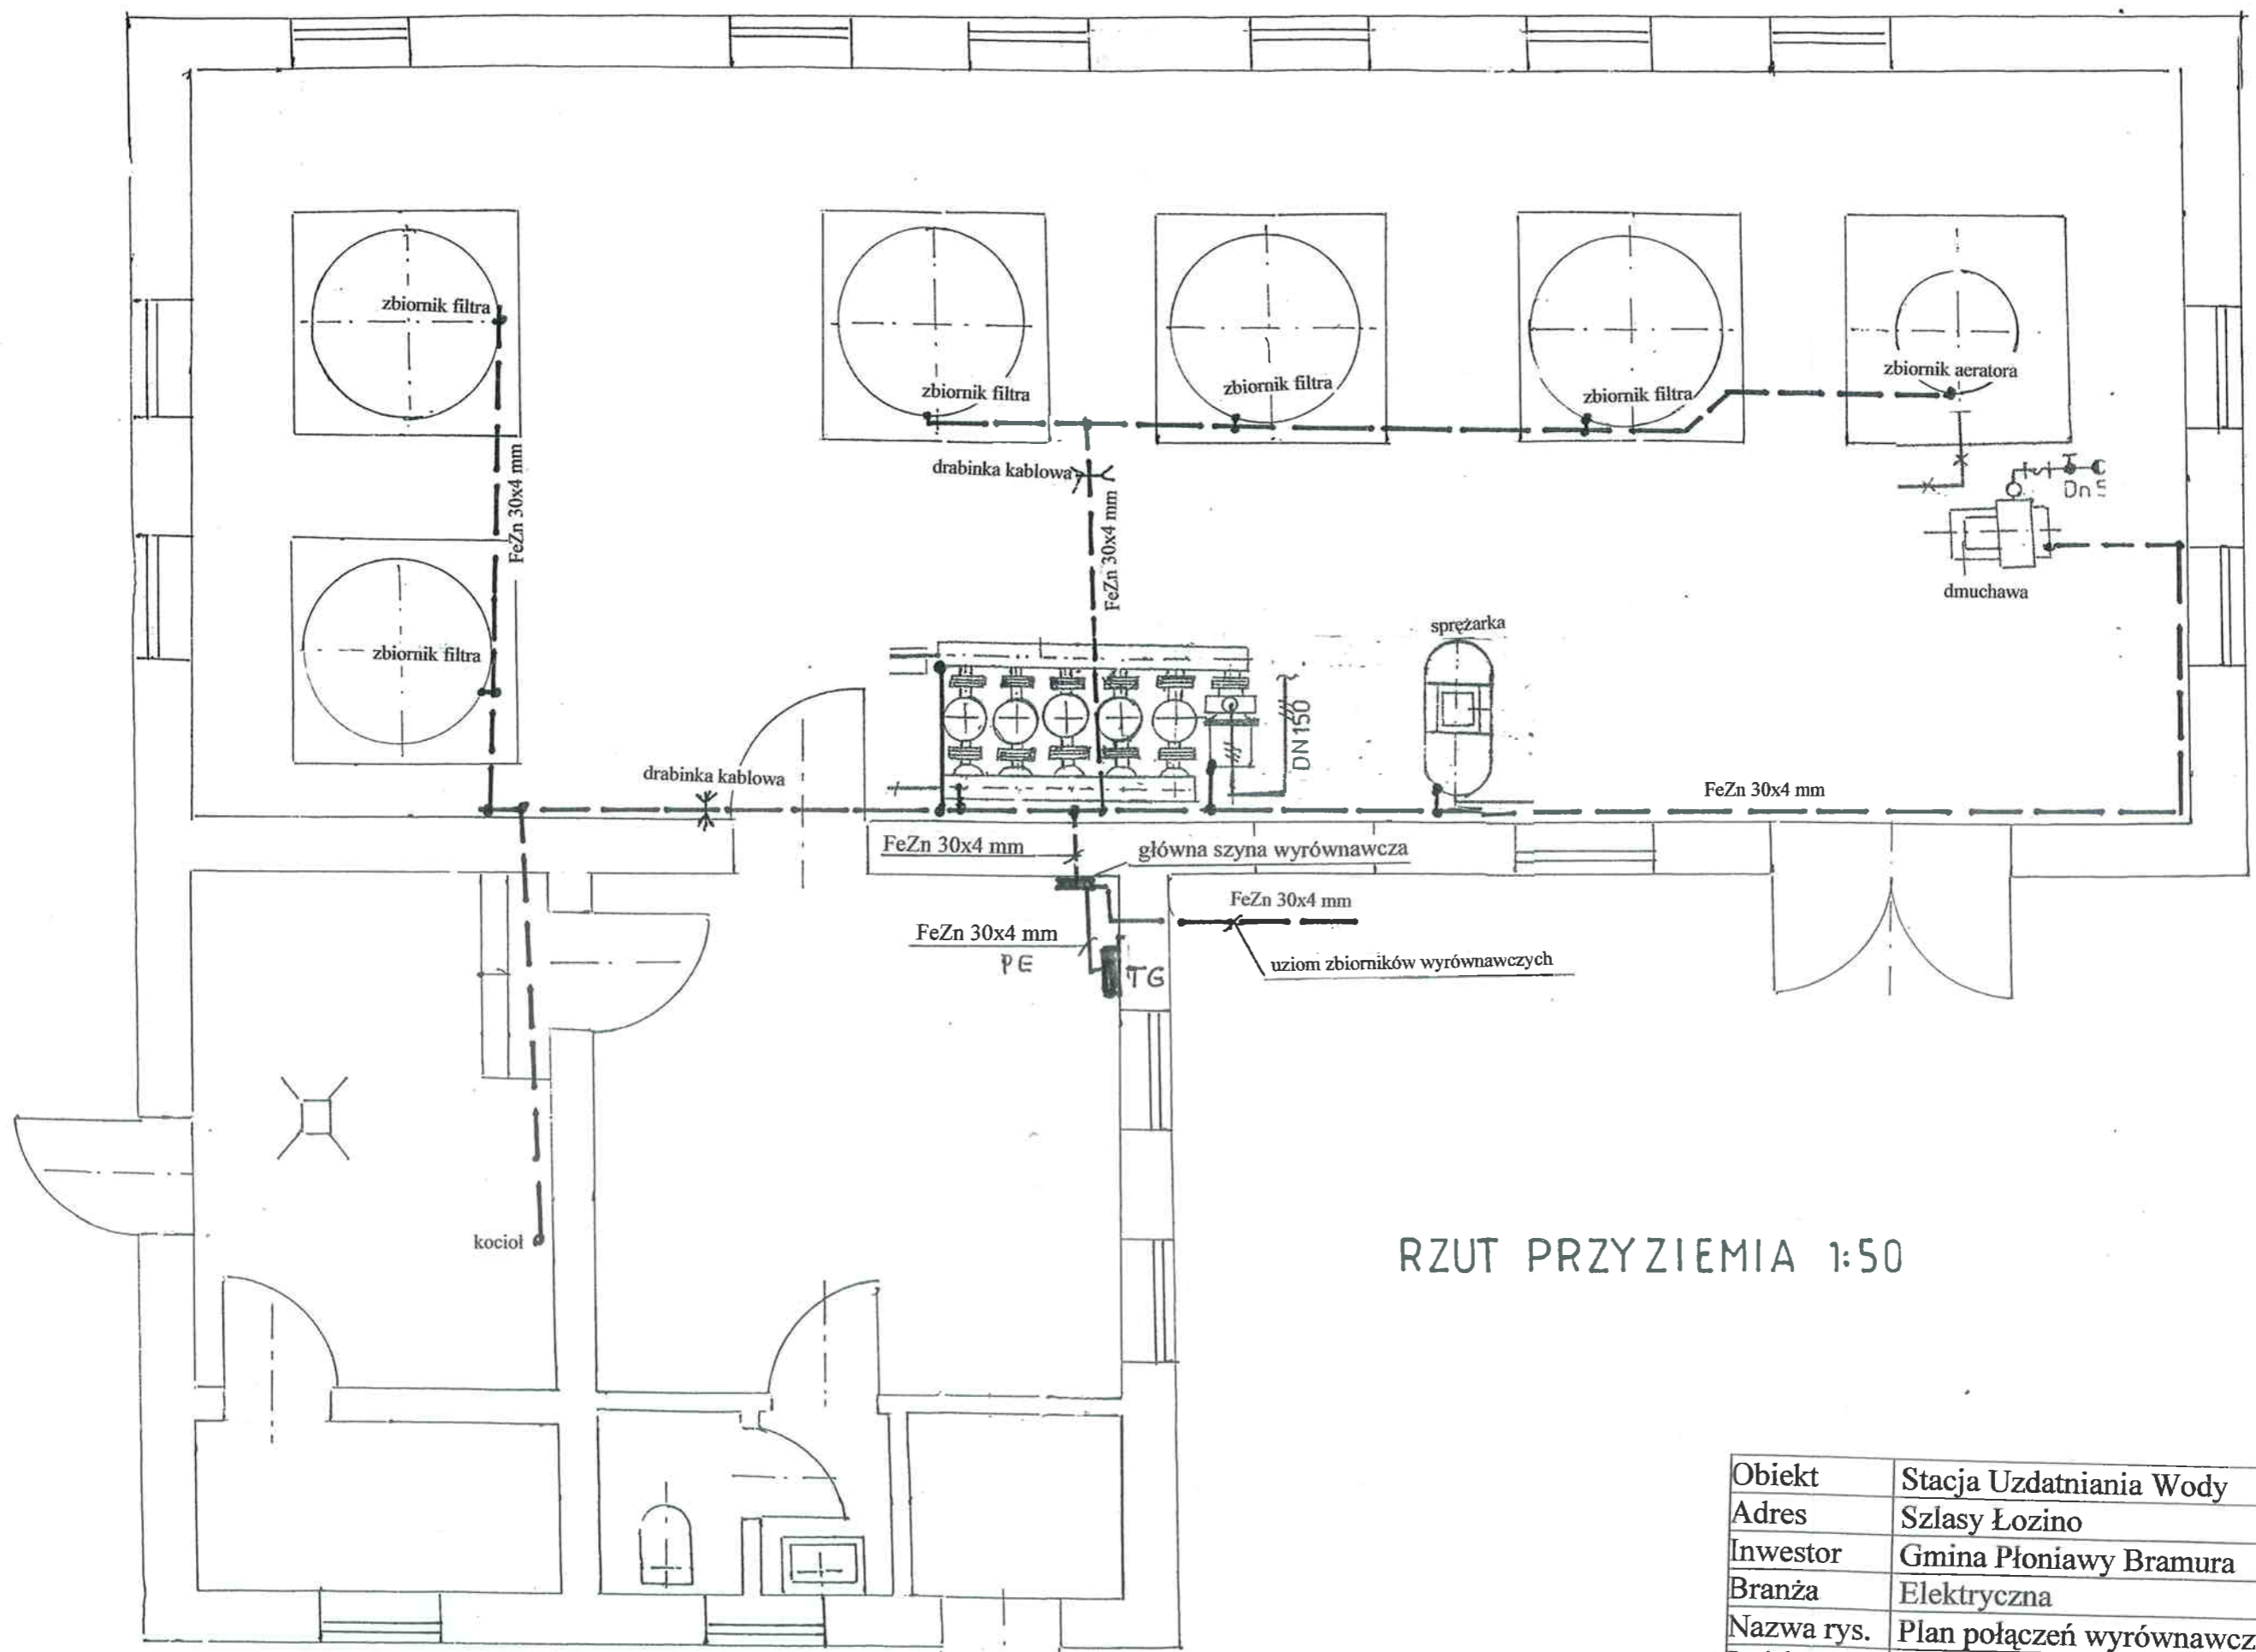 zbiornik filtra
zbiornik filtra
zbiornik filtra
zbiornik filtra
zbiornik aeratora
drabinka kablowa
FeZn 30x4 mm
FeZn 30x4 mm
Dn 5
dmuchawa
zbiornik filtra
sprężarka
DN150
drabinka kablowa
FeZn 30x4 mm
FeZn 30x4 mm
główna szyna wyrównawcza
FeZn 30x4 mm
FeZn 30x4 mm
PE
TG
uziom zbiorników wyrównawczych
kocioł
RZUT PRZYZIEMIA 1:50
Obiekt Stacja Uzdatniania Wody
Adres Szlasy Łozino
Inwestor Gmina Płoniawy Bramura
Branża Elektryczna
Nazwa rys. Plan połączeń wyrównawcz